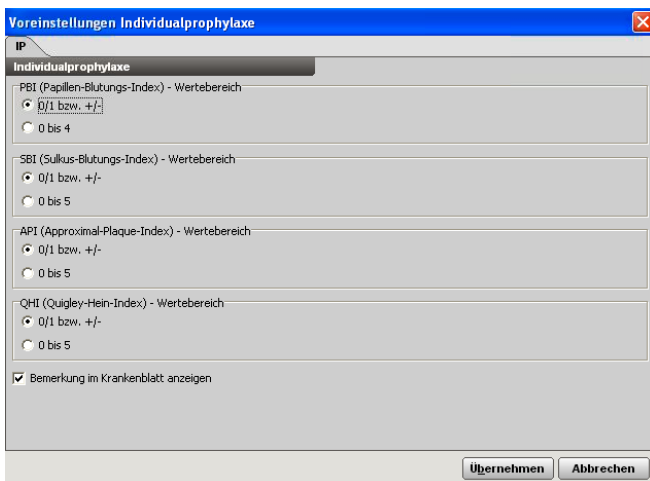 Voreinstellungen Individualprophylaxe
IP
Individualprophylaxe
PBI (Papillen-Blutungs-Index) - Wertebereich
0/1 bzw. +/-
0 bis 4
SBI (Sulkus-Blutungs-Index) - Wertebereich
0/1 bzw. +/-
0 bis 5
API (Approximal-Plaque-Index) - Wertebereich
0/1 bzw. +/-
0 bis 5
QHI (Quigley-Hein-Index) - Wertebereich
0/1 bzw. +/-
0 bis 5
Bemerkung im Krankenblatt anzeigen
Übernehmen Abbrechen